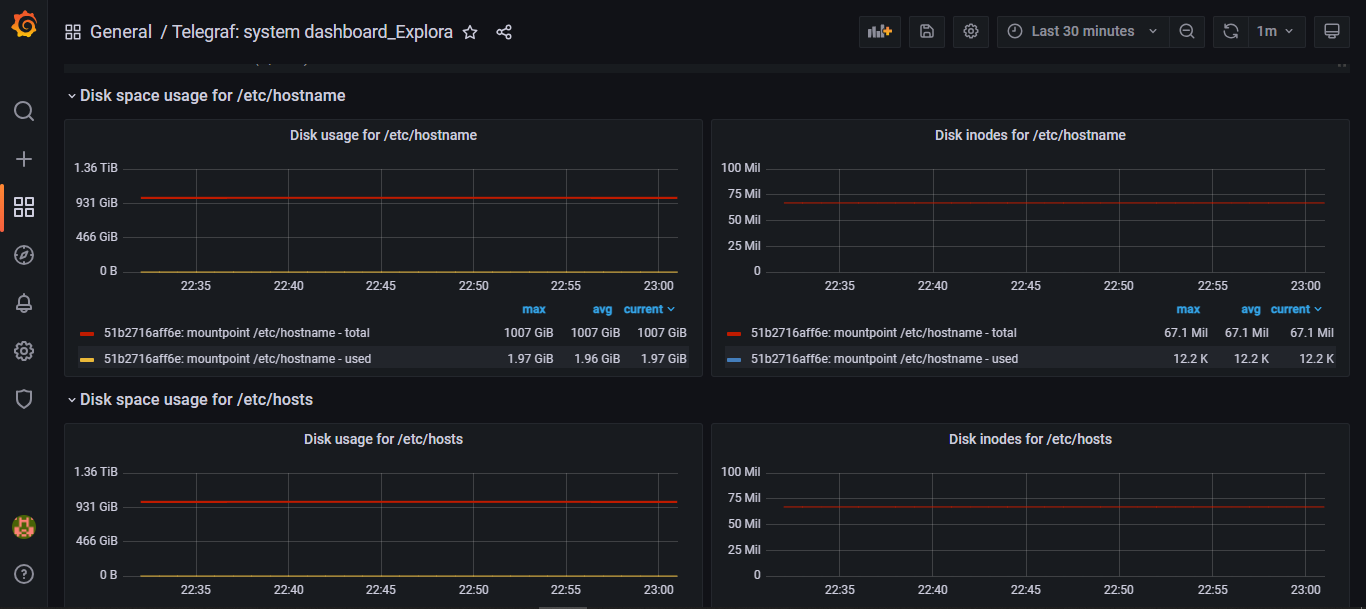 General / Telegraf: system dashboard_Explora
Last 30 minutes
1m
Disk space usage for /etc/hostname
Disk usage for /etc/hostname
1.36 TiB
931 GiB
466 GiB
0 B
22:35 22:40 22:45 22:50 22:55 23:00
max avg current
51b2716aff6e: mountpoint /etc/hostname - total 1007 GiB 1007 GiB 1007 GiB
51b2716aff6e: mountpoint /etc/hostname - used 1.97 GiB 1.96 GiB 1.97 GiB
Disk inodes for /etc/hostname
100 Mil
75 Mil
50 Mil
25 Mil
0
22:35 22:40 22:45 22:50 22:55 23:00
max avg current
51b2716aff6e: mountpoint /etc/hostname - total 67.1 Mil 67.1 Mil 67.1 Mil
51b2716aff6e: mountpoint /etc/hostname - used 12.2 K 12.2 K 12.2 K
Disk space usage for /etc/hosts
Disk usage for /etc/hosts
1.36 TiB
931 GiB
466 GiB
0 B
22:35 22:40 22:45 22:50 22:55 23:00
Disk inodes for /etc/hosts
100 Mil
75 Mil
50 Mil
25 Mil
0
22:35 22:40 22:45 22:50 22:55 23:00